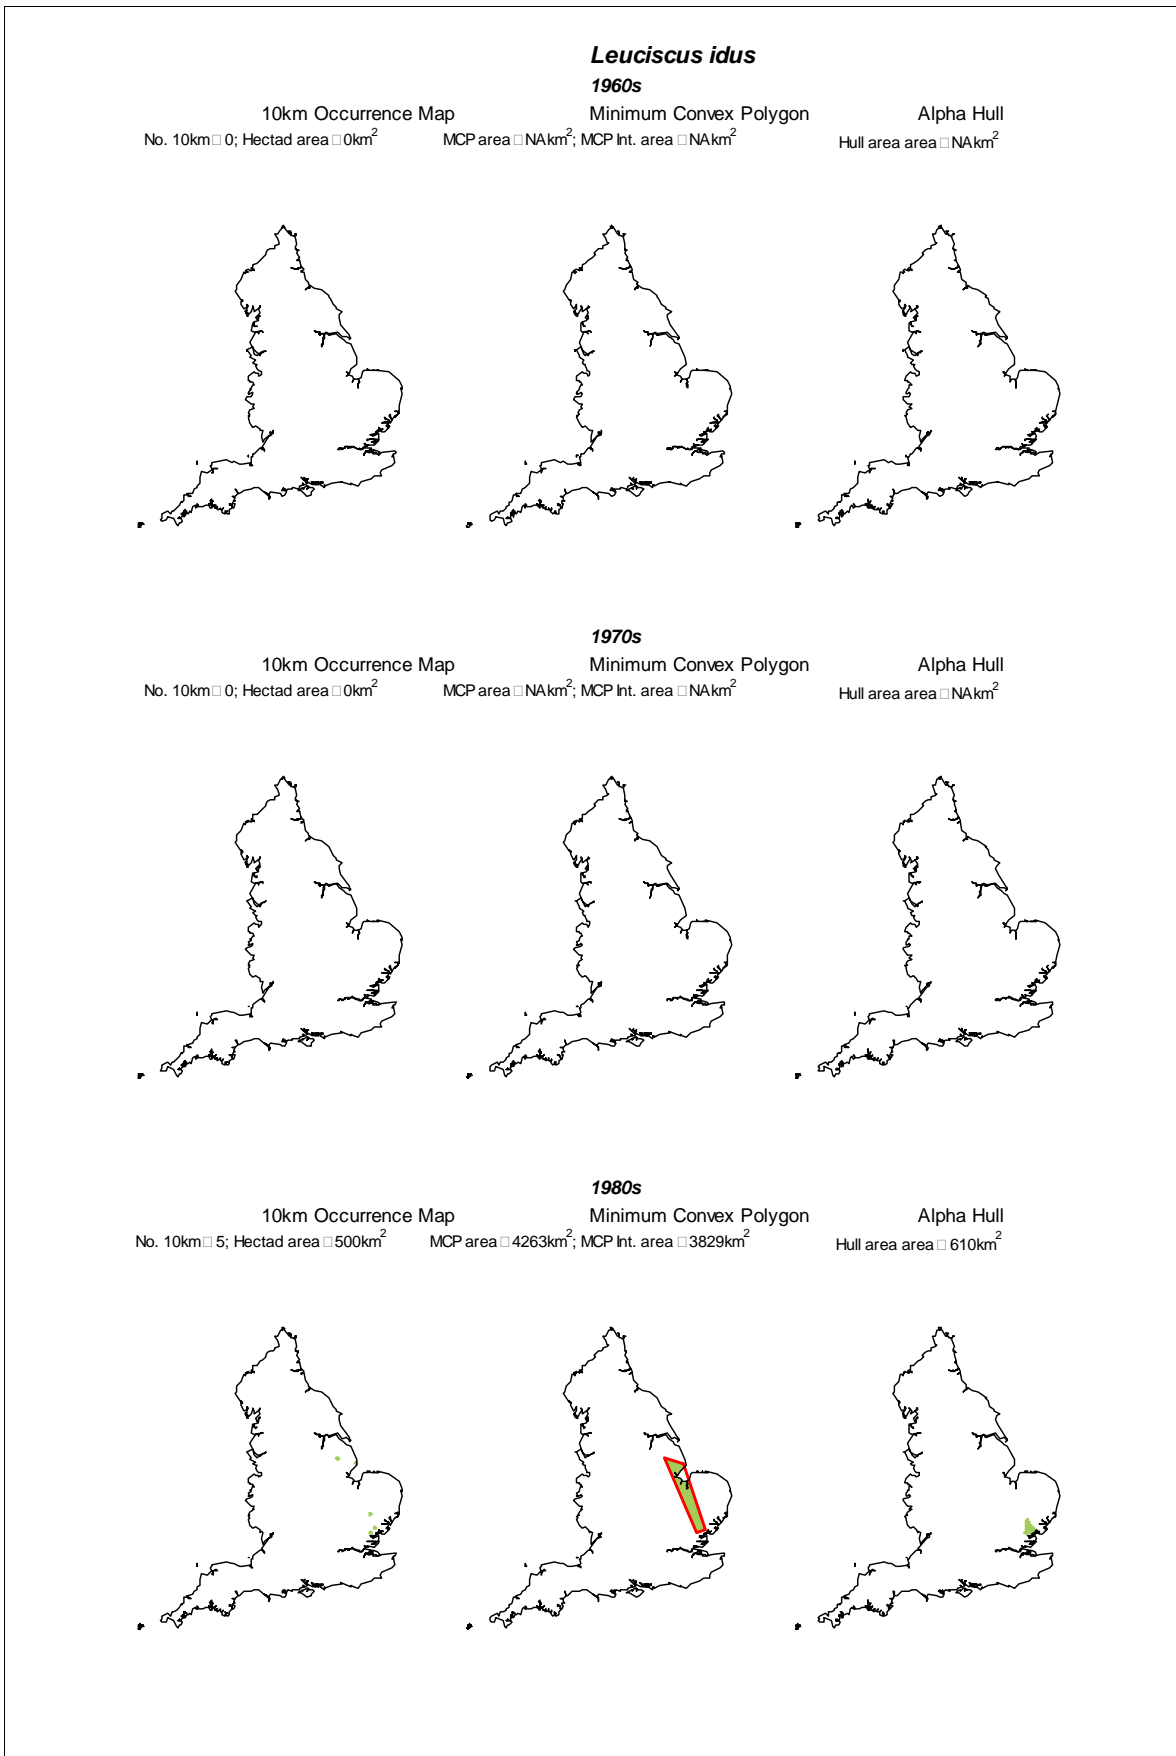 Leuciscus idus
1960s
10km Occurrence Map Minimum Convex Polygon Alpha Hull
No. 10km□0; Hectad area □0km² MCP area □NAkm²; MCP Int. area □NAkm² Hull area area □NAkm²
1970s
10km Occurrence Map Minimum Convex Polygon Alpha Hull
No. 10km□0; Hectad area □0km² MCP area □NAkm²; MCP Int. area □NAkm² Hull area area □NAkm²
1980s
10km Occurrence Map Minimum Convex Polygon Alpha Hull
No. 10km□5; Hectad area □500km² MCP area □4263km²; MCP Int. area □3829km² Hull area area □610km²